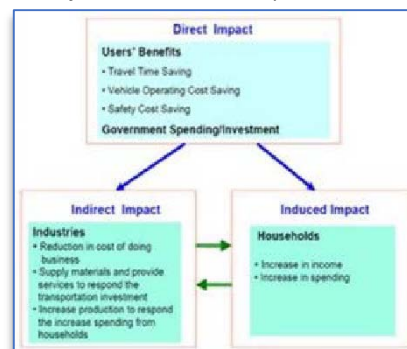 Direct Impact
Users' Benefits
• Travel Time Saving
• Vehicle Operating Cost Saving
• Safety Cost Saving
Government Spending/Investment
Indirect Impact
Industries
• Reduction in cost of doing
business
• Supply materials and provide
services to respond the
transportation investment
• Increase production to respond
the increase spending from
households
Induced Impact
Households
• Increase in income
• Increase in spending